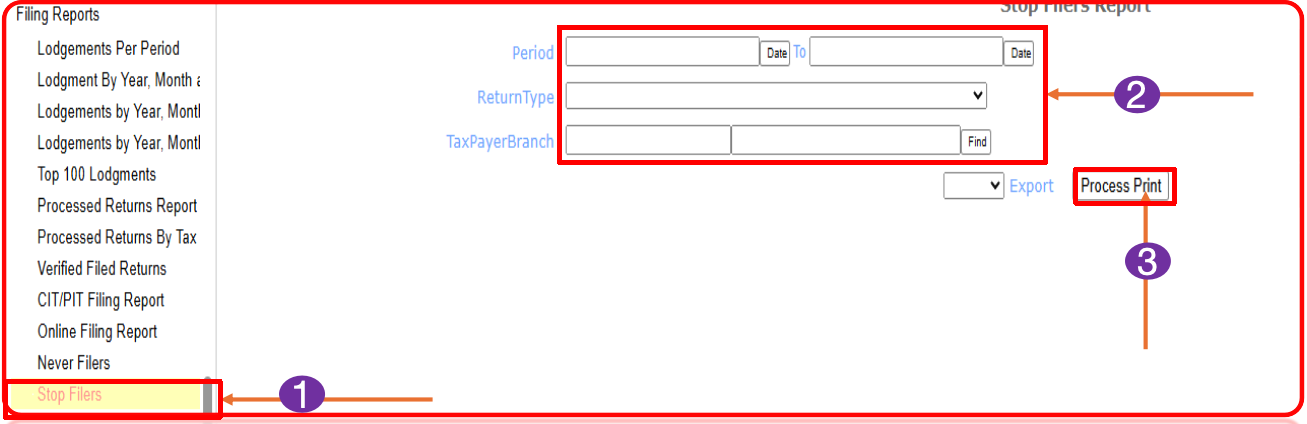 Filing Reports
Lodgements Per Period
Lodgment By Year, Month a
Lodgements by Year, Montl
Lodgements by Year, Montl
Top 100 Lodgments
Processed Returns Report
Processed Returns By Tax
Verified Filed Returns
CIT/PIT Filing Report
Online Filing Report
Never Filers
Stop Filers
1
Stop Filers Report
Period Date To Date
ReturnType
2
TaxPayerBranch Find
Export Process Print
3